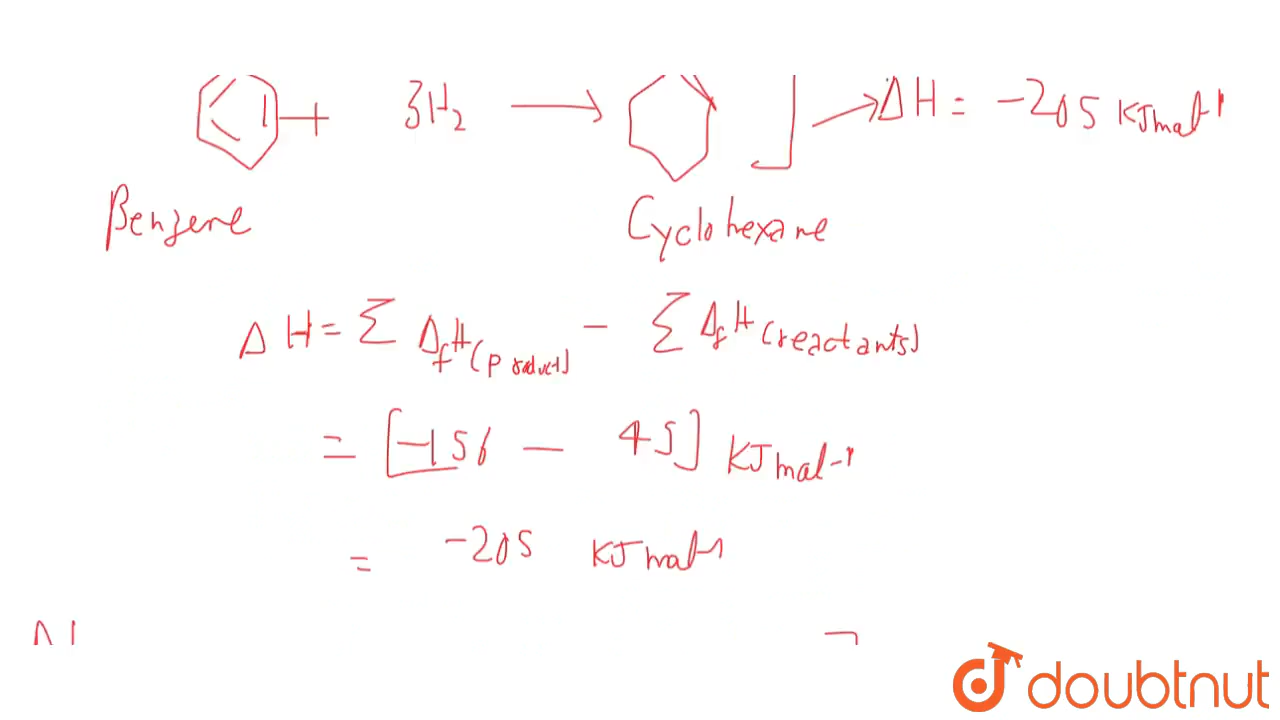 + 3H₂ ⟶ ] → ΔH = -205 KJmol-1
Benzene Cyclohexane
ΔH = Σ ΔfH(product) - Σ ΔfH(reactants)
= [-156 - 45] KJmol-1
= -205 KJmol-1
doubtnut